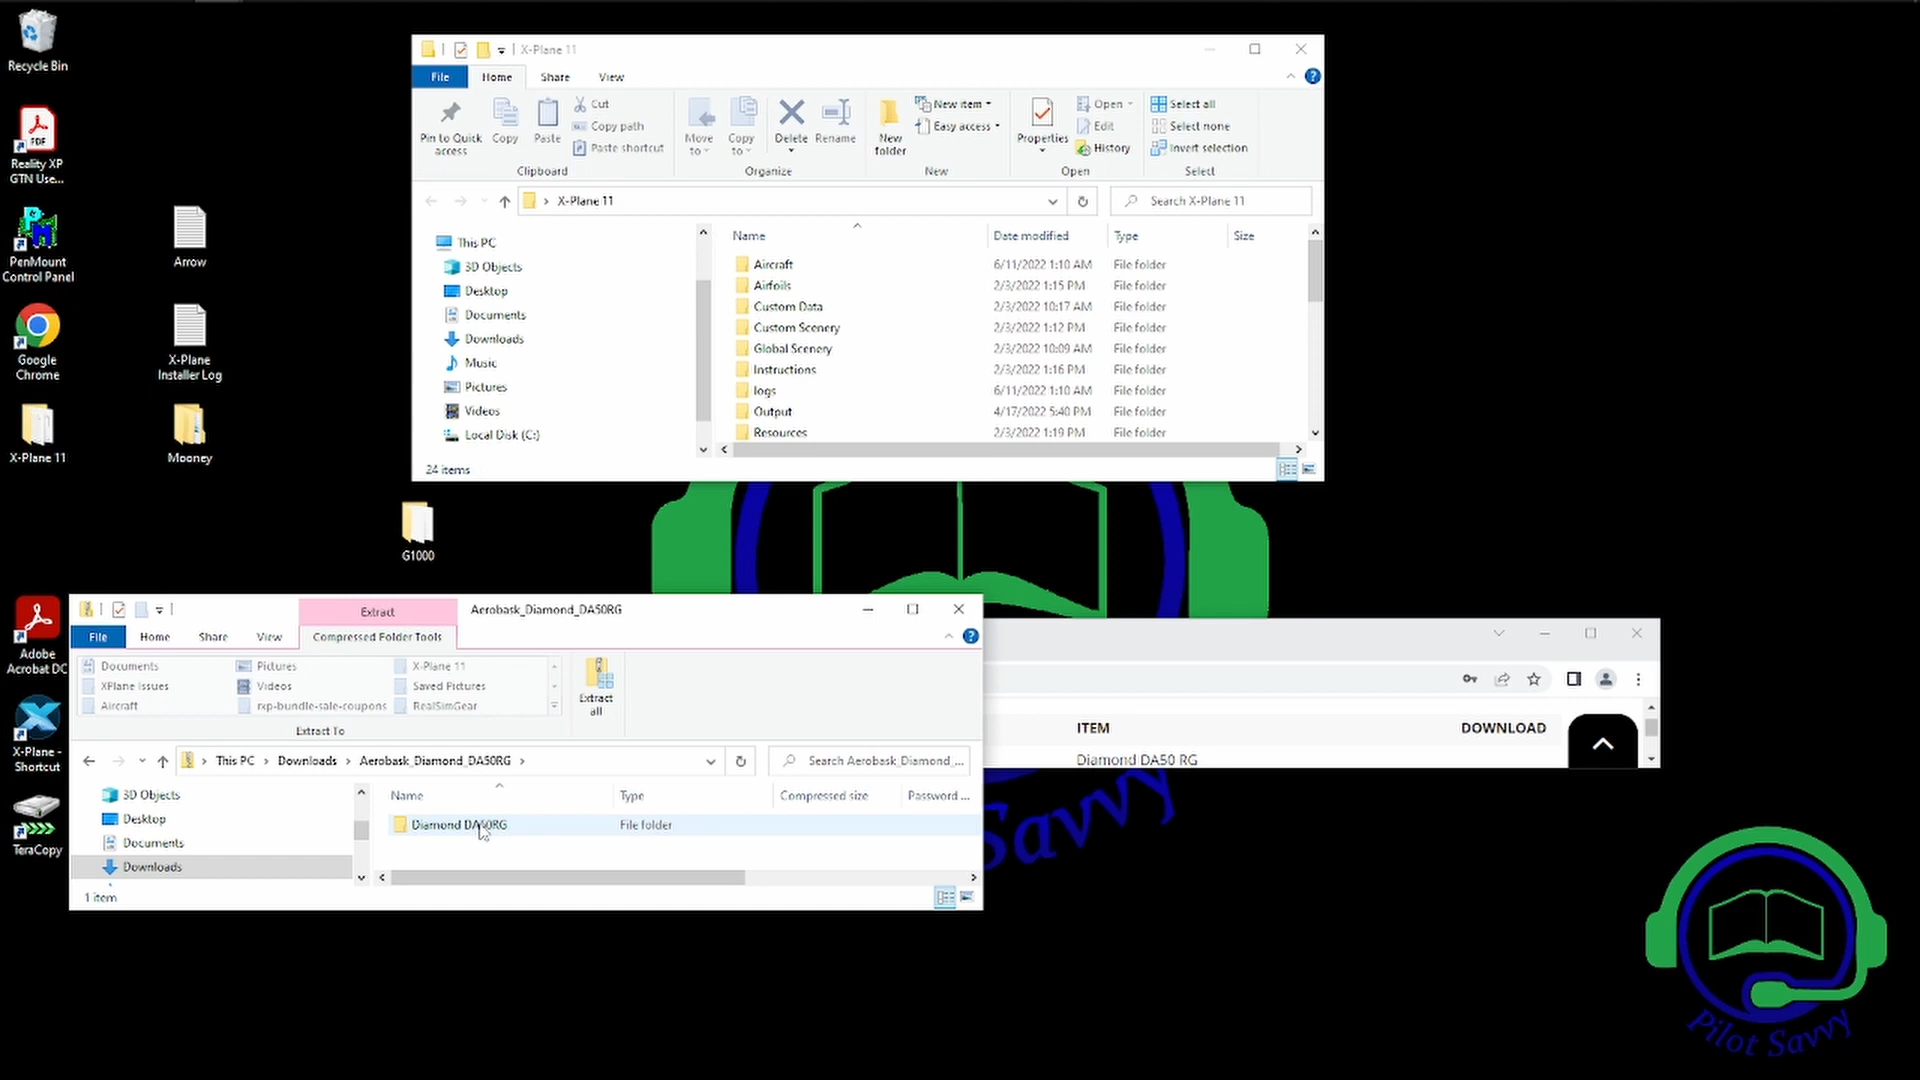 Recycle Bin
Reality XP
GTN Use...
PenMount
Control Panel
Arrow
Google
Chrome
X-Plane
Installer Log
X-Plane 11
Mooney
G1000
Adobe
Acrobat DC
X-Plane -
Shortcut
TeraCopy
X-Plane 11
File
Home
Share
View
Pin to Quick
access
Copy
Paste
Cut
Copy path
Paste shortcut
Clipboard
Move
to
Copy
to
Delete
Rename
Organize
New
folder
New item
Easy access
New
Properties
Open
Edit
History
Open
Select all
Select none
Invert selection
Select
X-Plane 11
Search X-Plane 11
This PC
3D Objects
Desktop
Documents
Downloads
Music
Pictures
Videos
Local Disk (C:)
Name Date modified Type Size
Aircraft 6/11/2022 1:10 AM File folder
Airfoils 2/3/2022 1:15 PM File folder
Custom Data 2/3/2022 10:17 AM File folder
Custom Scenery 2/3/2022 1:12 PM File folder
Global Scenery 2/3/2022 10:09 AM File folder
Instructions 2/3/2022 1:16 PM File folder
logs 6/11/2022 1:10 AM File folder
Output 4/17/2022 5:40 PM File folder
Resources 2/3/2022 1:19 PM File folder
24 items
Extract
Aerobask_Diamond_DA50RG
File
Home
Share
View
Compressed Folder Tools
Documents Pictures X-Plane 11
XPlane Issues Videos Saved Pictures
Aircraft rxp-bundle-sale-coupons RealSimGear
Extract To
Extract
all
This PC > Downloads > Aerobask_Diamond_DA50RG >
Search Aerobask_Diamond_...
3D Objects
Desktop
Documents
Downloads
Name Type Compressed size Password ...
Diamond DA50RG File folder
1 item
ITEM DOWNLOAD
Diamond DA50 RG
Savvy
Pilot Savvy